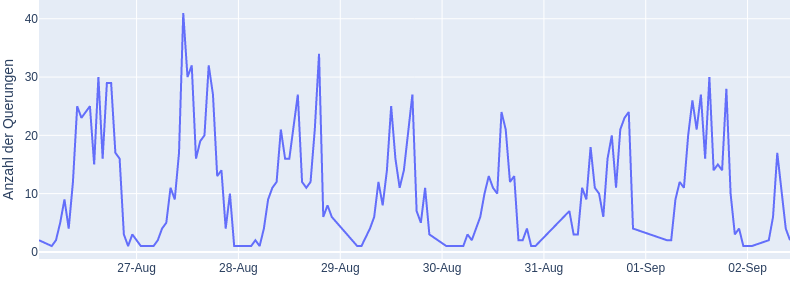 Anzahl der Querungen
40
30
20
10
0
27-Aug
28-Aug
29-Aug
30-Aug
31-Aug
01-Sep
02-Sep